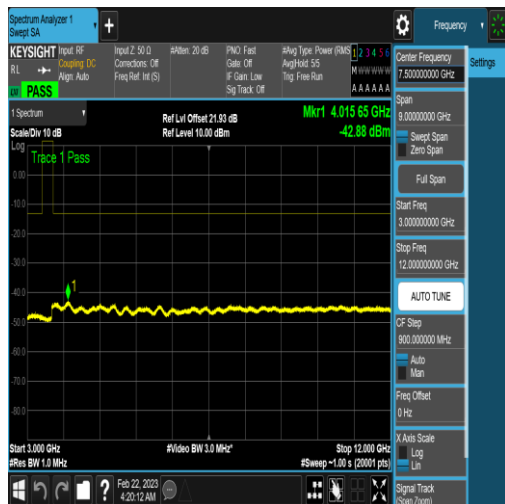 Spectrum Analyzer 1
Swept SA
Frequency
KEYSIGHT
Input: RF
Coupling: DC
Align: Auto
Input Z: 50 Ω
Corrections: Off
Freq Ref: Int (S)
#Atten: 20 dB
PNO: Fast
Gate: Off
IF Gain: Low
Sig Track: Off
#Avg Type: Power (RMS
Avg|Hold: 5/5
Trig: Free Run
1 2 3 4 5 6
M W W W W W
A A A A A A
R L
PASS
1 Spectrum
Scale/Div 10 dB
Ref Lvl Offset 21.93 dB
Ref Level 10.00 dBm
Mkr1 4.015 65 GHz
-42.88 dBm
Log
Trace 1 Pass
0.00
-10.0
-20.0
-30.0
1
-40.0
-50.0
-60.0
-70.0
-80.0
Start 3.000 GHz
#Res BW 1.0 MHz
#Video BW 3.0 MHz*
Stop 12.000 GHz
#Sweep ~1.00 s (20001 pts)
Feb 22, 2023
4:20:12 AM
Center Frequency
7.500000000 GHz
Settings
Span
9.00000000 GHz
Swept Span
Zero Span
Full Span
Start Freq
3.000000000 GHz
Stop Freq
12.000000000 GHz
AUTO TUNE
CF Step
900.000000 MHz
Auto
Man
Freq Offset
0 Hz
X Axis Scale
Log
Lin
Signal Track
(Span Zoom)